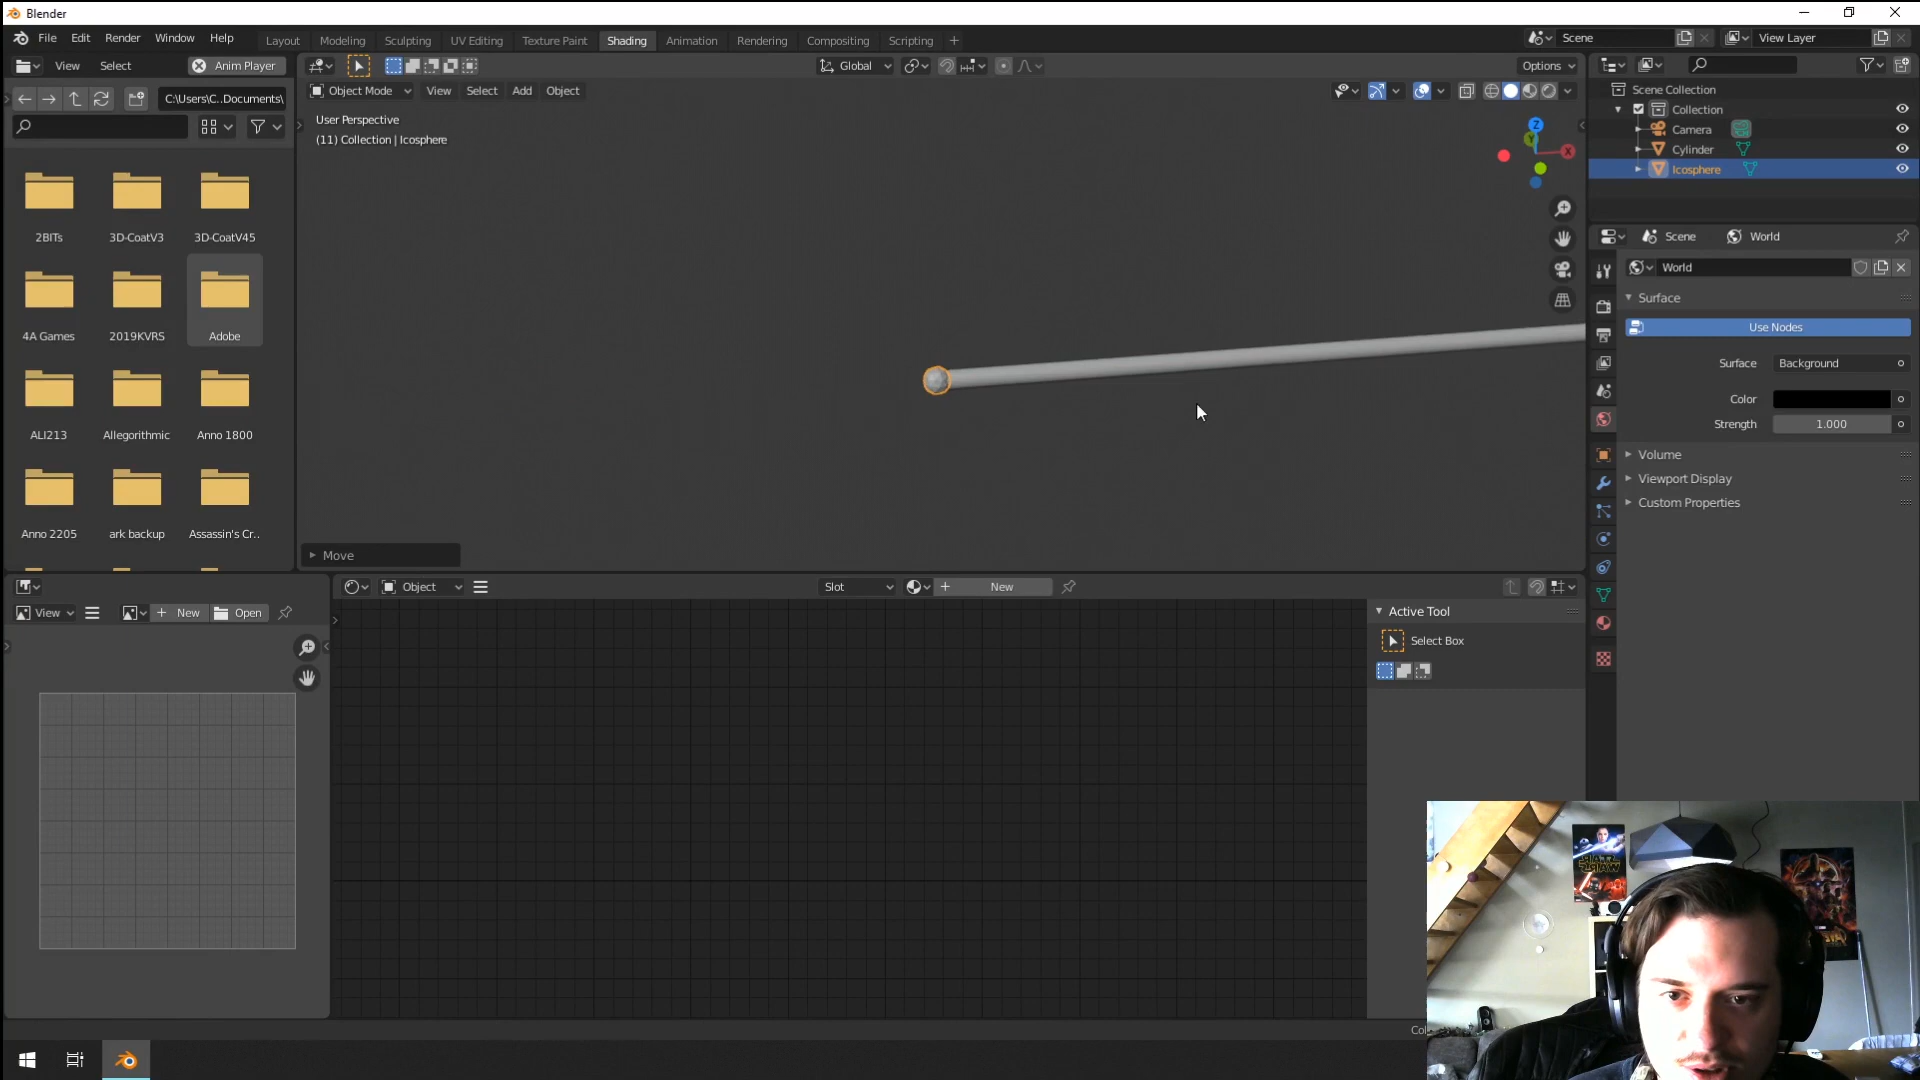 Blender
File Edit Render Window Help
Layout Modeling Sculpting UV Editing Texture Paint Shading Animation Rendering Compositing Scripting +
Scene View Layer
View Select Anim Player
Global Options
C:\Users\C..Documents\
Object Mode View Select Add Object
User Perspective
(11) Collection | Icosphere
Z
Y
X
Scene Collection
Collection
Camera
Cylinder
Icosphere
2BITs 3D-CoatV3 3D-CoatV45
4A Games 2019KVRS Adobe
ALI213 Allegorithmic Anno 1800
Anno 2205 ark backup Assassin's Cr..
Move
Scene World
World
Surface
Use Nodes
Surface Background
Color
Strength 1.000
Volume
Viewport Display
Custom Properties
View New Open
Object Slot New
Active Tool
Select Box
Col